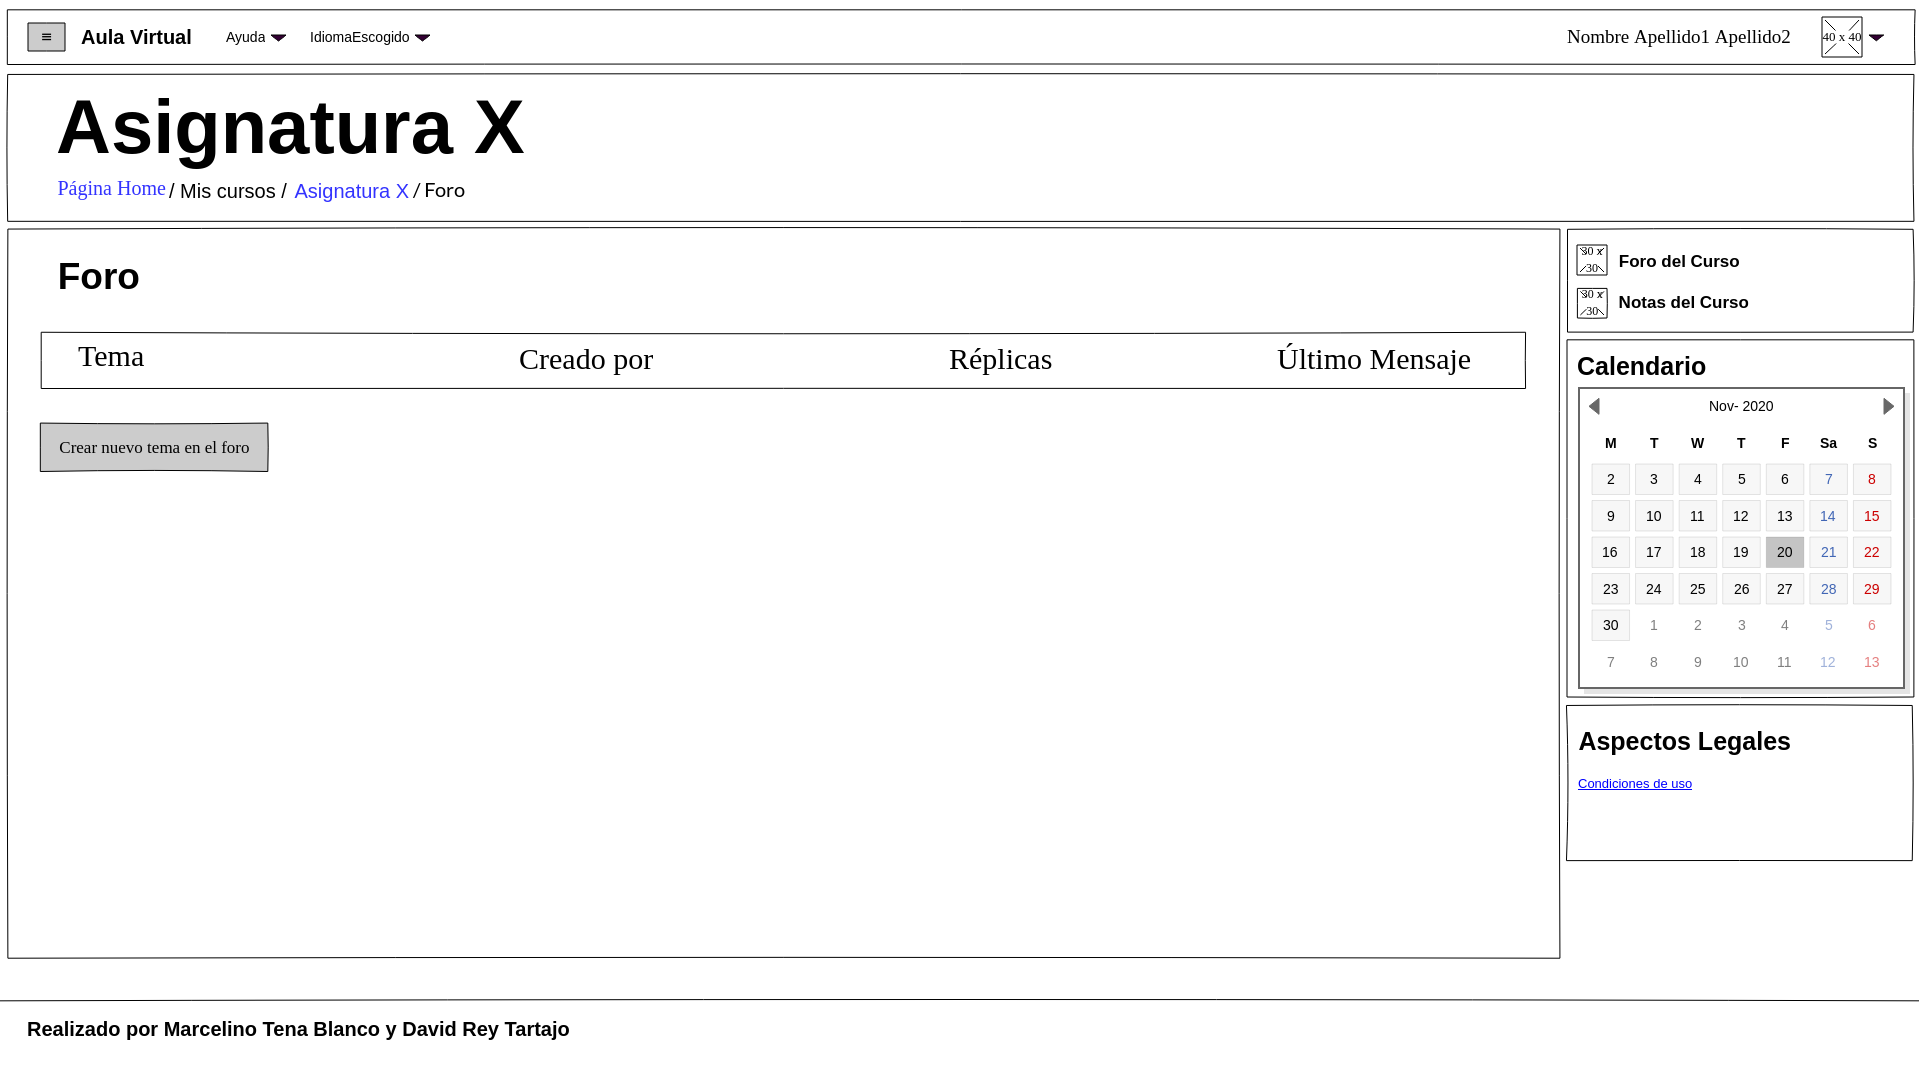 ≡ Aula Virtual Ayuda IdiomaEscogido Nombre Apellido1 Apellido2 40 x 40
Asignatura X
Página Home / Mis cursos / Asignatura X / Foro
Foro
Tema Creado por Réplicas Último Mensaje
Crear nuevo tema en el foro
30 x
30
Foro del Curso
30 x
30
Notas del Curso
Calendario
Nov- 2020
M T W T F Sa S
2 3 4 5 6 7 8
9 10 11 12 13 14 15
16 17 18 19 20 21 22
23 24 25 26 27 28 29
30 1 2 3 4 5 6
7 8 9 10 11 12 13
Aspectos Legales
Condiciones de uso
Realizado por Marcelino Tena Blanco y David Rey Tartajo